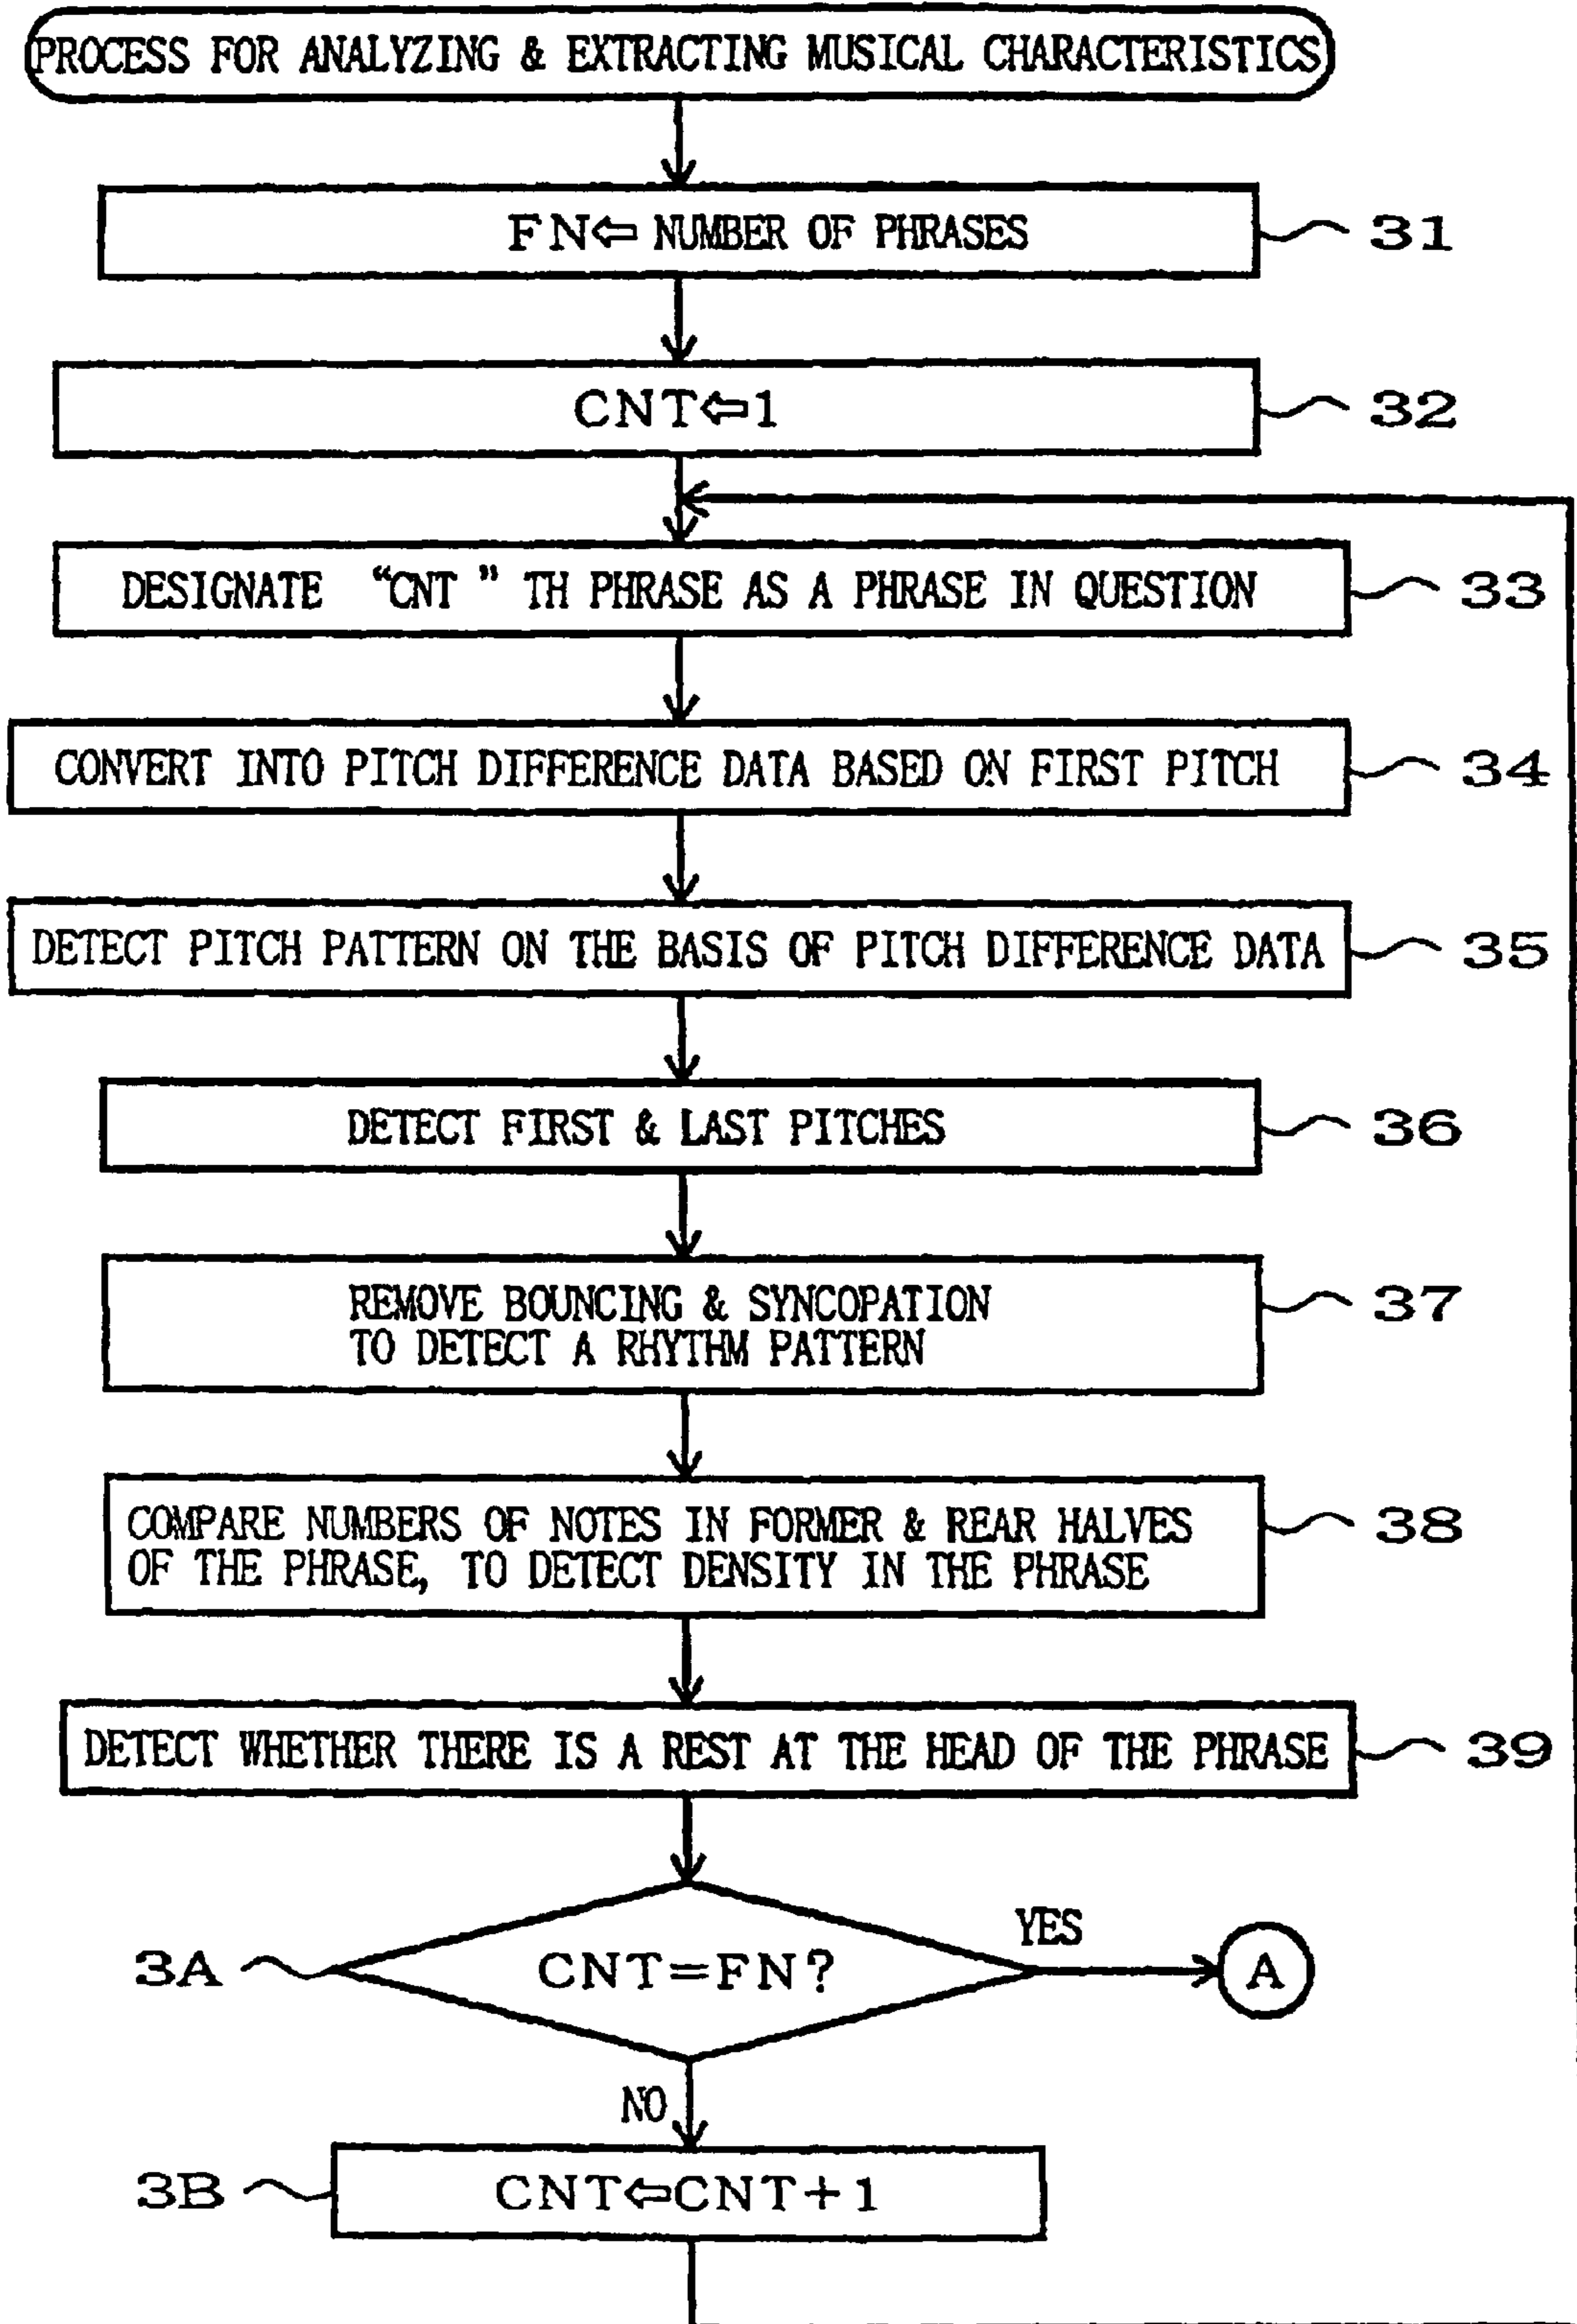 PROCESS FOR ANALYZING & EXTRACTING MUSICAL CHARACTERISTICS
FN⇦ NUMBER OF PHRASES
31
CNT⇦1
32
DESIGNATE “CNT ” TH PHRASE AS A PHRASE IN QUESTION
33
CONVERT INTO PITCH DIFFERENCE DATA BASED ON FIRST PITCH
34
DETECT PITCH PATTERN ON THE BASIS OF PITCH DIFFERENCE DATA
35
DETECT FIRST & LAST PITCHES
36
REMOVE BOUNCING & SYNCOPATION
TO DETECT A RHYTHM PATTERN
37
COMPARE NUMBERS OF NOTES IN FORMER & REAR HALVES
OF THE PHRASE, TO DETECT DENSITY IN THE PHRASE
38
DETECT WHETHER THERE IS A REST AT THE HEAD OF THE PHRASE
39
3A
CNT=FN?
YES
A
NO
3B
CNT⇦CNT+1